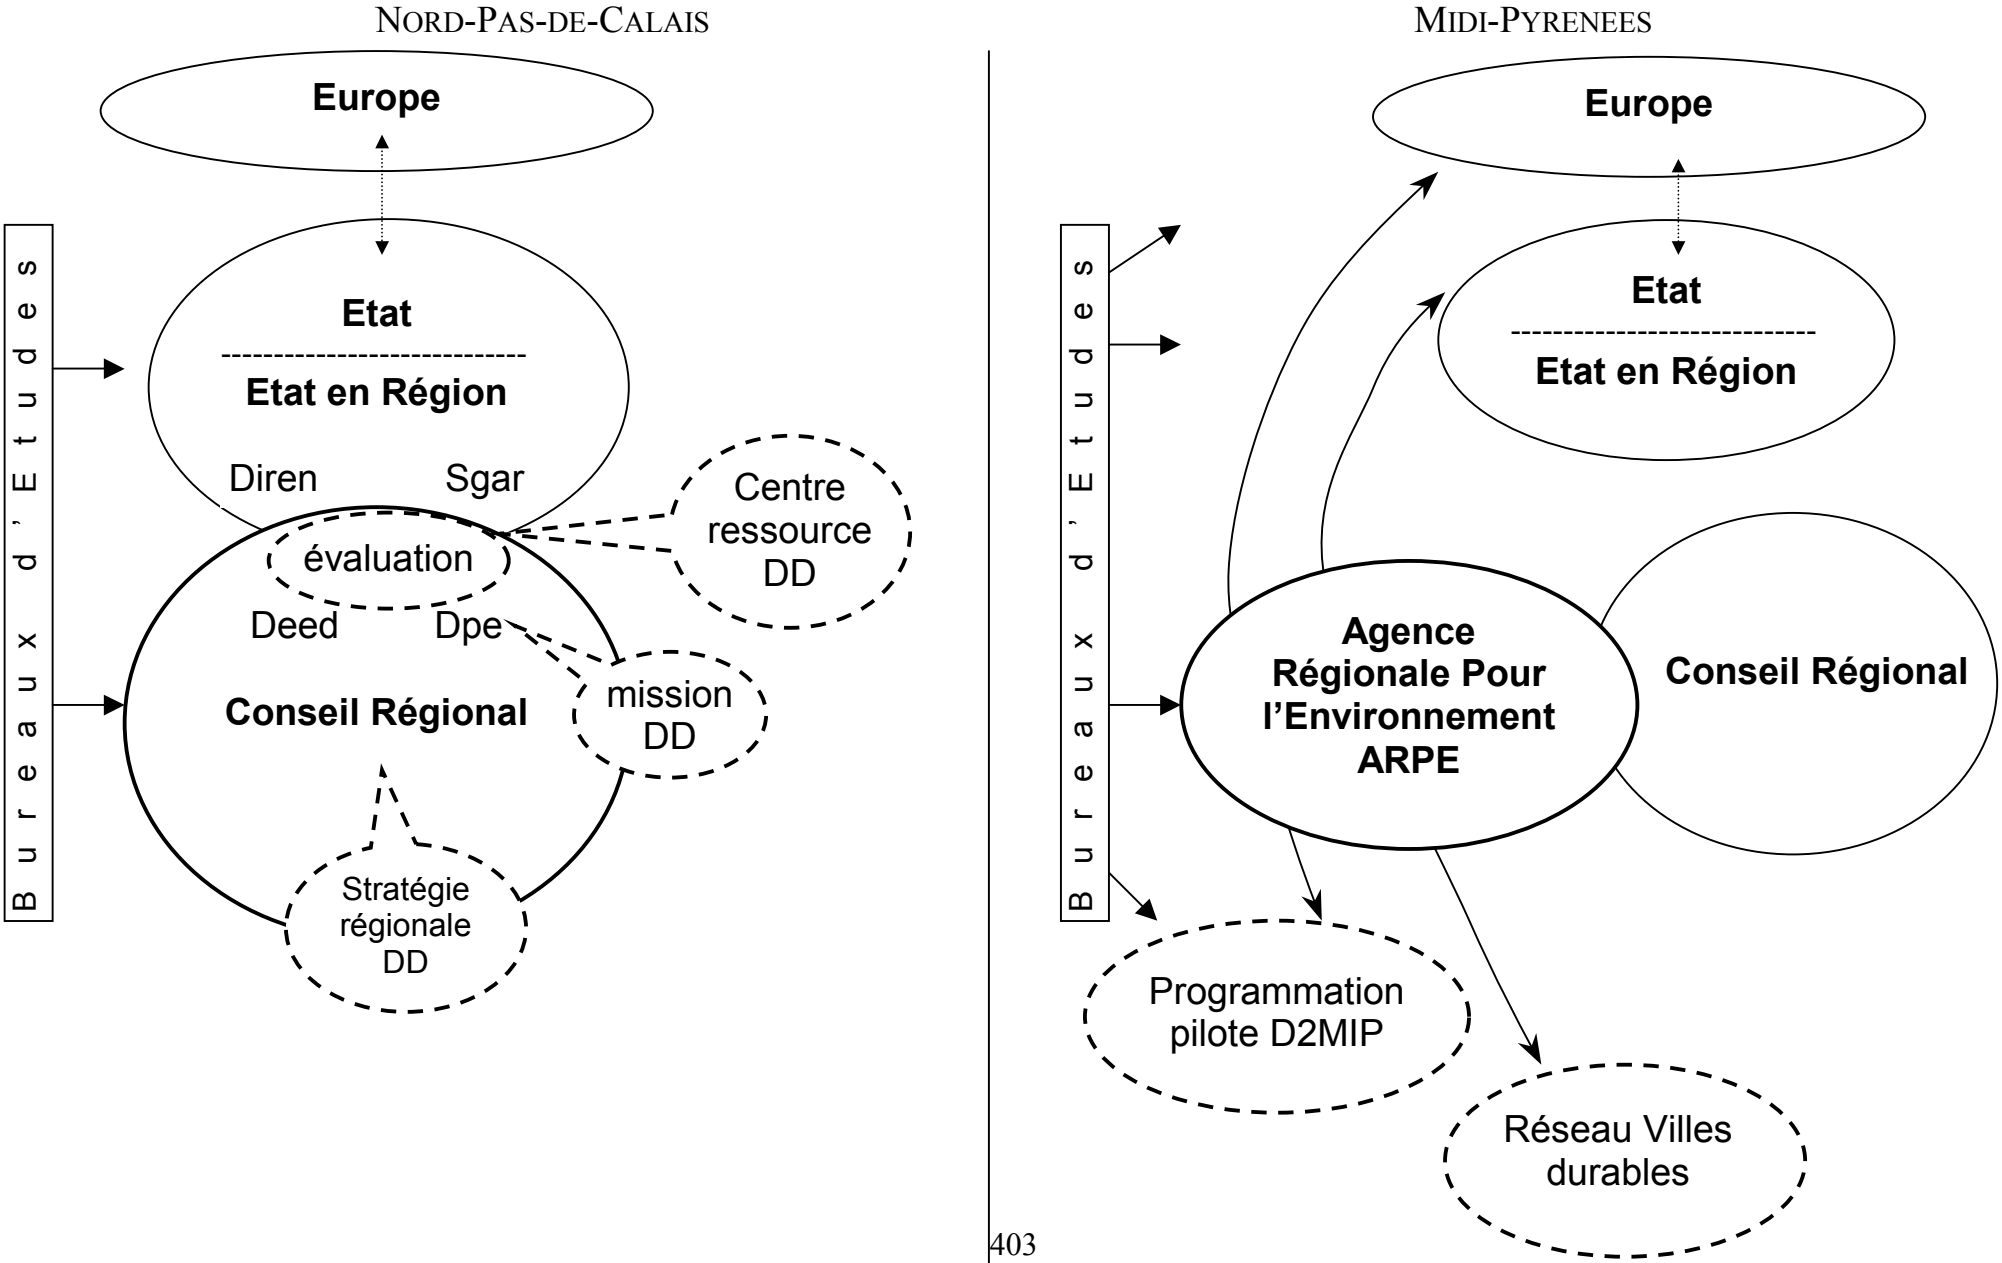 NORD-PAS-DE-CALAIS
Europe
Bureaux d'Etudes
Etat
-----------------------------
Etat en Région
Diren Sgar
Centre
ressource
DD
évaluation
Deed Dpe
mission
DD
Conseil Régional
Stratégie
régionale
DD
MIDI-PYRENEES
Europe
Bureaux d'Etudes
Etat
-----------------------------
Etat en Région
Agence
Régionale Pour
l’Environnement
ARPE
Conseil Régional
Programmation
pilote D2MIP
Réseau Villes
durables
403